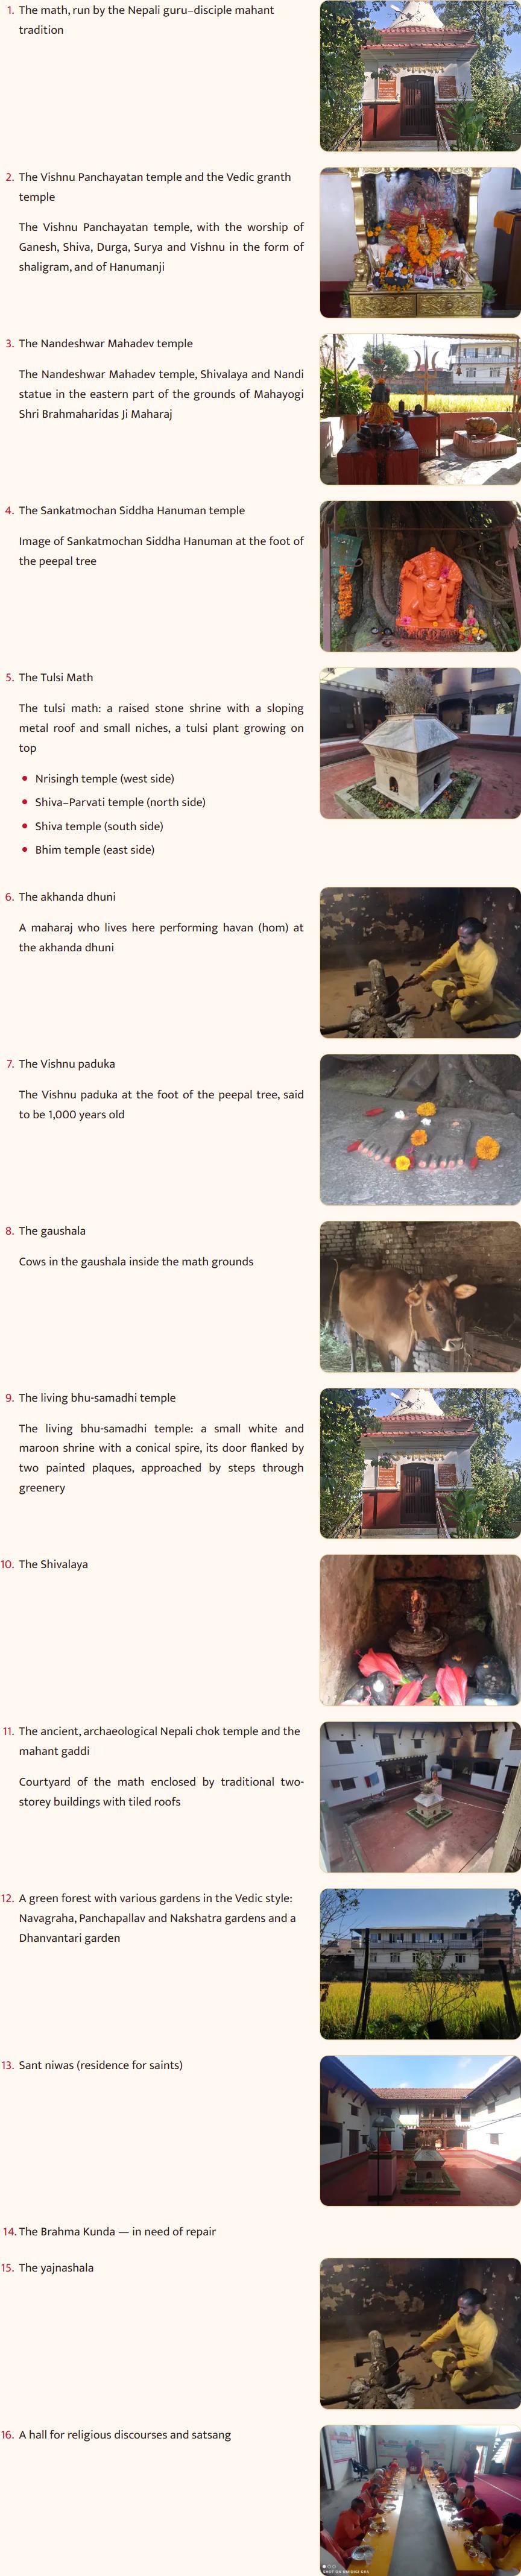 1. The math, run by the Nepali guru–disciple mahant
tradition
2. The Vishnu Panchayatan temple and the Vedic granth
temple
The Vishnu Panchayatan temple, with the worship of
Ganesh, Shiva, Durga, Surya and Vishnu in the form of
shaligram, and of Hanumanji
3. The Nandeshwar Mahadev temple
The Nandeshwar Mahadev temple, Shivalaya and Nandi
statue in the eastern part of the grounds of Mahayogi
Shri Brahmaharidas Ji Maharaj
4. The Sankatmochan Siddha Hanuman temple
Image of Sankatmochan Siddha Hanuman at the foot of
the peepal tree
5. The Tulsi Math
The tulsi math: a raised stone shrine with a sloping
metal roof and small niches, a tulsi plant growing on
top
• Nrisingh temple (west side)
• Shiva–Parvati temple (north side)
• Shiva temple (south side)
• Bhim temple (east side)
6. The akhanda dhuni
A maharaj who lives here performing havan (hom) at
the akhanda dhuni
7. The Vishnu paduka
The Vishnu paduka at the foot of the peepal tree, said
to be 1,000 years old
8. The gaushala
Cows in the gaushala inside the math grounds
9. The living bhu-samadhi temple
The living bhu-samadhi temple: a small white and
maroon shrine with a conical spire, its door flanked by
two painted plaques, approached by steps through
greenery
10. The Shivalaya
11. The ancient, archaeological Nepali chok temple and the
mahant gaddi
Courtyard of the math enclosed by traditional two-
storey buildings with tiled roofs
12. A green forest with various gardens in the Vedic style:
Navagraha, Panchapallav and Nakshatra gardens and a
Dhanvantari garden
13. Sant niwas (residence for saints)
14. The Brahma Kunda — in need of repair
15. The yajnashala
16. A hall for religious discourses and satsang